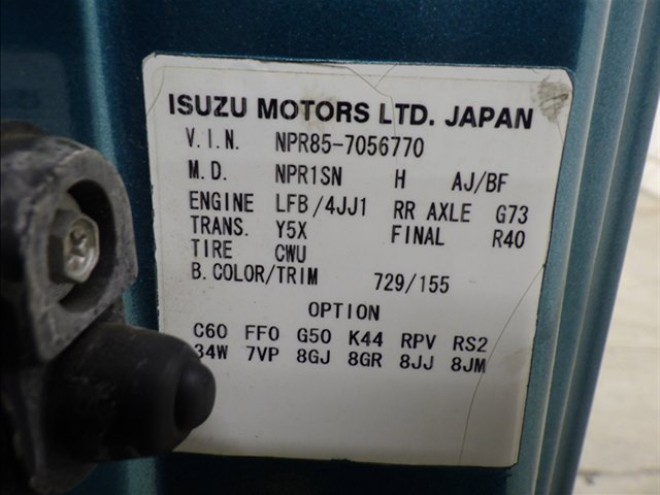 ISUZU MOTORS LTD. JAPAN
V.I.N. NPR85-7056770
M.D. NPR1SN H AJ/BF
ENGINE LFB/4JJ1 RR AXLE G73
TRANS. Y5X FINAL R40
TIRE CWU
B.COLOR/TRIM 729/155
OPTION
C60 FFO G50 K44 RPV RS2
34W 7VP 8GJ 8GR 8JJ 8JM